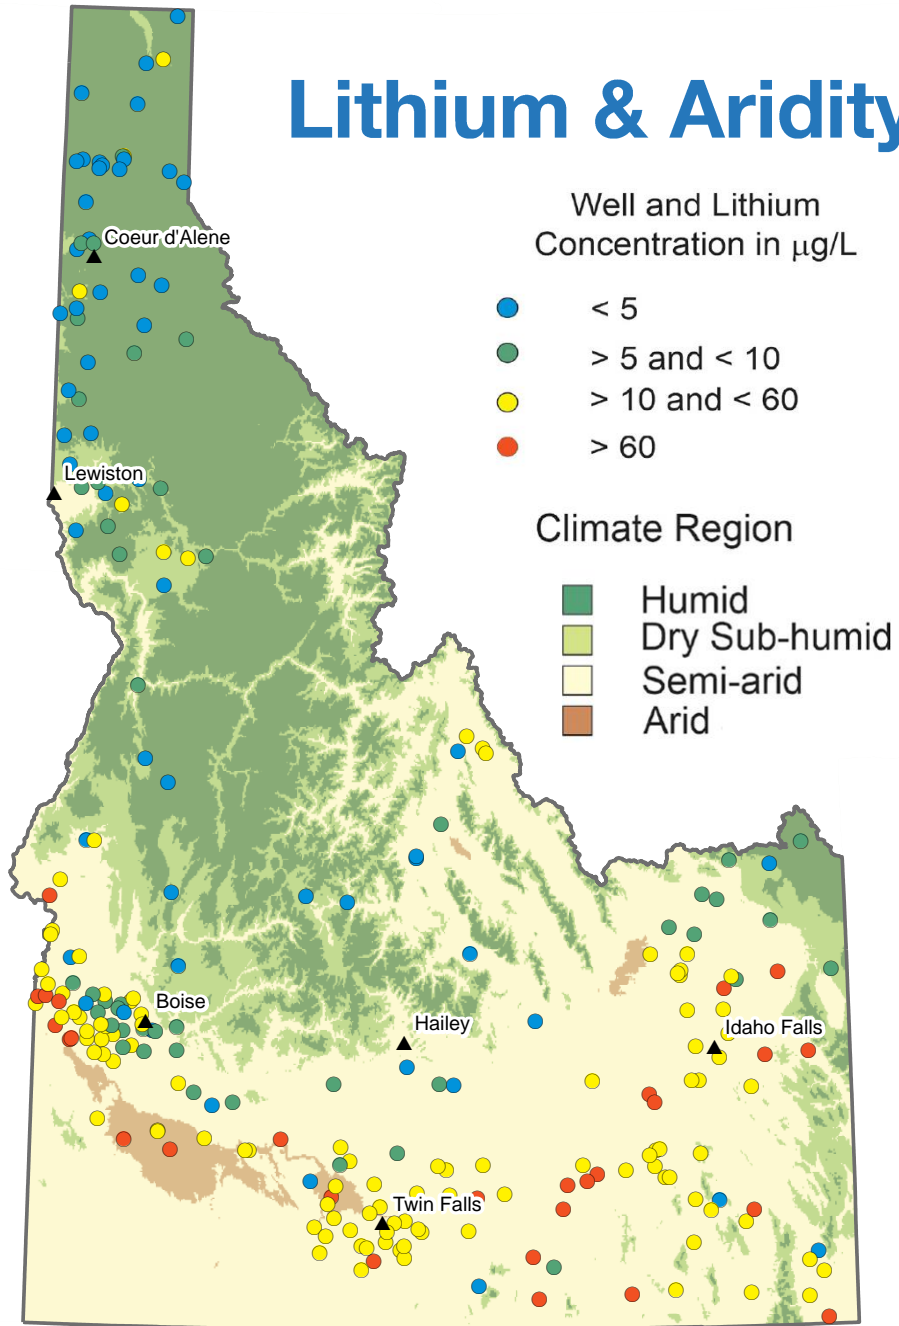 Lithium & Aridity
Well and Lithium
Concentration in µg/L
< 5
> 5 and < 10
> 10 and < 60
> 60
Climate Region
Humid
Dry Sub-humid
Semi-arid
Arid
Coeur d'Alene
Lewiston
Boise
Hailey
Idaho Falls
Twin Falls